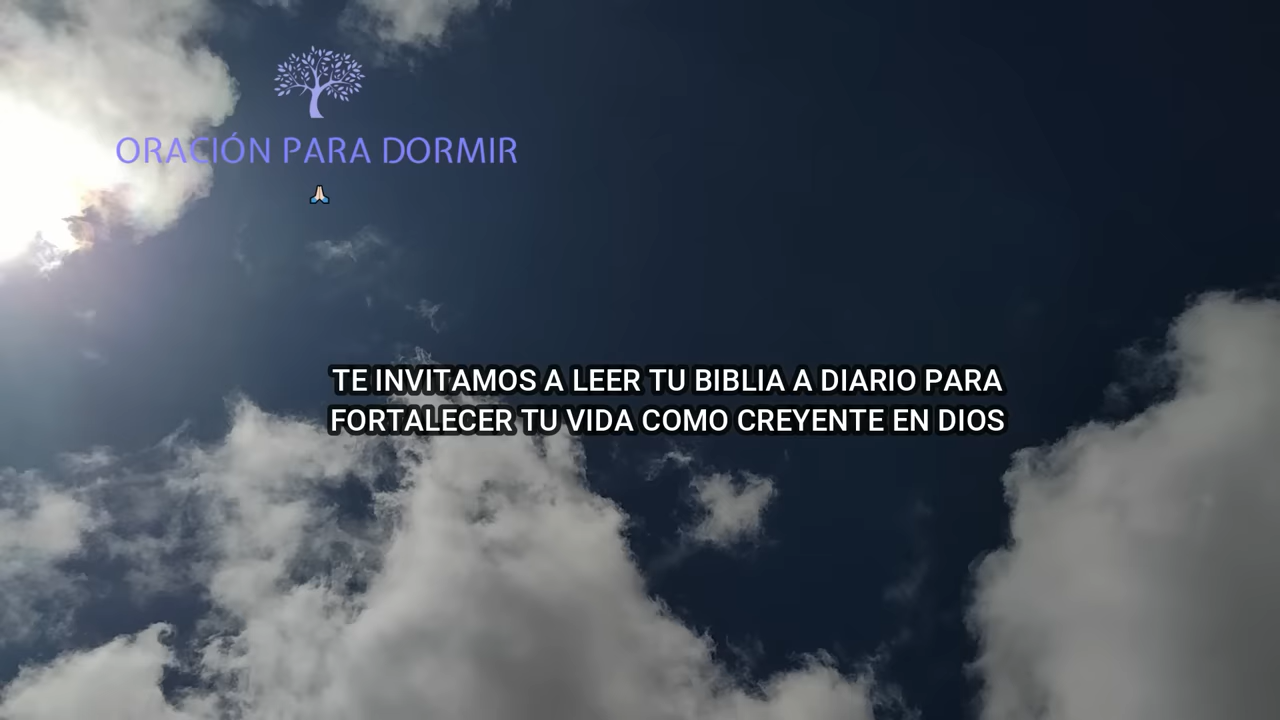 ORACIÓN PARA DORMIR
TE INVITAMOS A LEER TU BIBLIA A DIARIO PARA
FORTALECER TU VIDA COMO CREYENTE EN DIOS